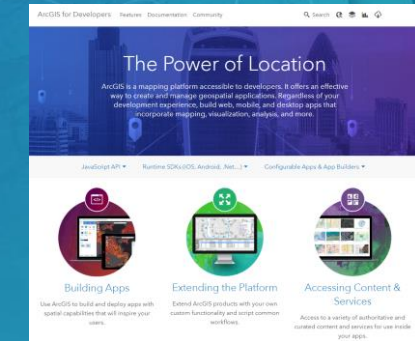 ArcGIS for Developers Features Documentation Community Search
The Power of Location
ArcGIS is a mapping platform accessible to developers. It offers an effective
way to create and manage geospatial applications. Regardless of your
development experience, build web, mobile, and desktop apps that
incorporate mapping, visualization, analysis, and more.
JavaScript API Runtime SDKs (iOS, Android, .Net, ...) Configurable Apps & App Builders
Building Apps
Extending the Platform
Accessing Content &
Services
Use ArcGIS to build and deploy apps with
spatial capabilities that will inspire your
users.
Extend ArcGIS products with your own
custom functionality and script common
workflows.
Access to a variety of authoritative and
curated content and services for use inside
your apps.